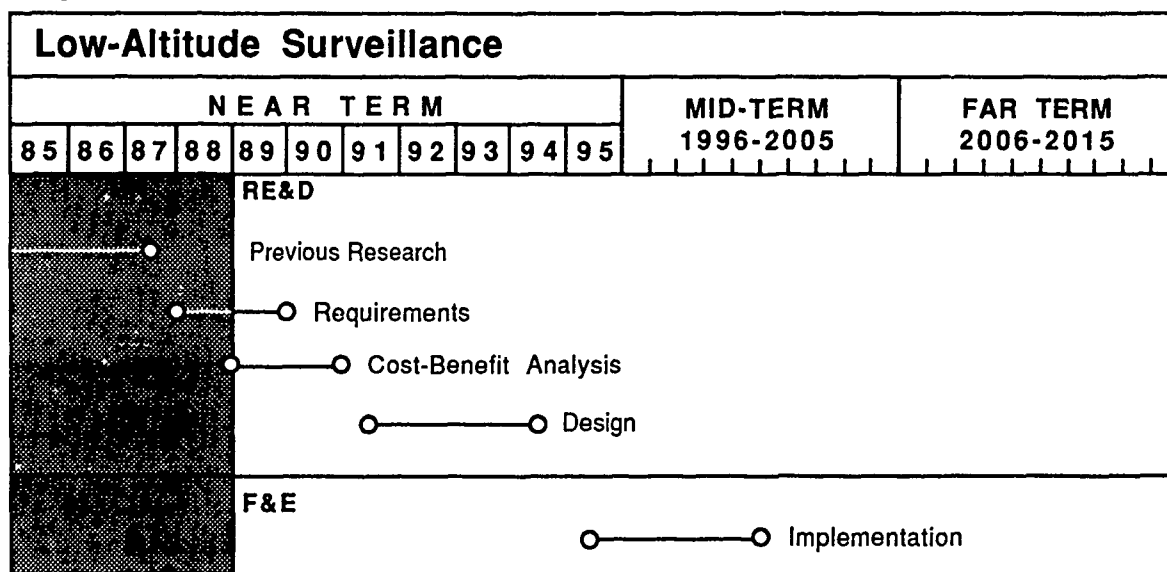 Low-Altitude Surveillance
NEAR TERM
MID-TERM
1996-2005
FAR TERM
2006-2015
85 86 87 88 89 90 91 92 93 94 95
RE&D
Previous Research
Requirements
Cost-Benefit Analysis
Design
F&E
Implementation